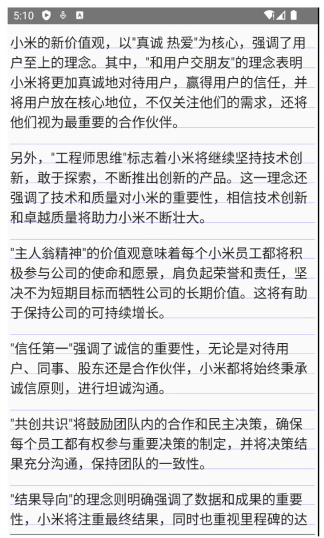 5:10
小米的新价值观，以"真诚 热爱"为核心，强调了用
户至上的理念。其中，"和用户交朋友"的理念表明
小米将更加真诚地对待用户，赢得用户的信任，并
将用户放在核心地位，不仅关注他们的需求，还将
他们视为最重要的合作伙伴。
另外，"工程师思维"标志着小米将继续坚持技术创
新，敢于探索，不断推出创新的产品。这一理念还
强调了技术和质量对小米的重要性，相信技术创新
和卓越质量将助力小米不断壮大。
"主人翁精神"的价值观意味着每个小米员工都将积
极参与公司的使命和愿景，肩负起荣誉和责任，坚
决不为短期目标而牺牲公司的长期价值。这将有助
于保持公司的可持续增长。
"信任第一"强调了诚信的重要性，无论是对待用
户、同事、股东还是合作伙伴，小米都将始终秉承
诚信原则，进行坦诚沟通。
"共创共识"将鼓励团队内的合作和民主决策，确保
每个员工都有权参与重要决策的制定，并将决策结
果充分沟通，保持团队的一致性。
"结果导向"的理念则明确强调了数据和成果的重要
性，小米将注重最终结果，同时也重视里程碑的达